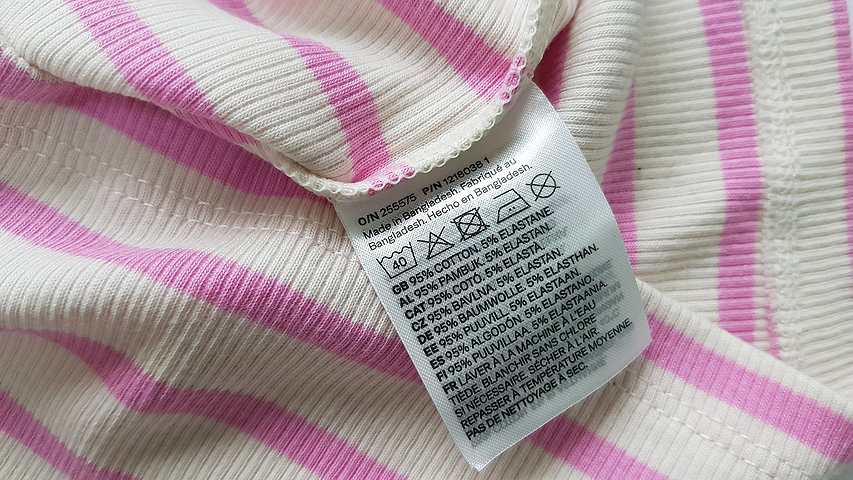 O/N 255575 P/N 1218038 1
Made in Bangladesh. Fabriqué au
Bangladesh. Hecho en Bangladesh.
40
GB 95% COTTON. 5% ELASTANE.
AL 95% PAMBUK. 5% ELASTAN.
CAT 95% COTÓ. 5% ELASTÀ.
CZ 95% BAVLNA. 5% ELASTAN.
DE 95% BAUMWOLLE. 5% ELASTHAN.
EE 95% PUUVILL. 5% ELASTAAN.
ES 95% ALGODÓN. 5% ELASTANO.
FI 95% PUUVILLAA. 5% ELASTAANIA.
FR LAVER À LA MACHINE À L'EAU
TIÈDE. BLANCHIR SANS CHLORE
SI NÉCESSAIRE. SÉCHER À L'AIR.
REPASSER À TEMPÉRATURE MOYENNE.
PAS DE NETTOYAGE À SEC.